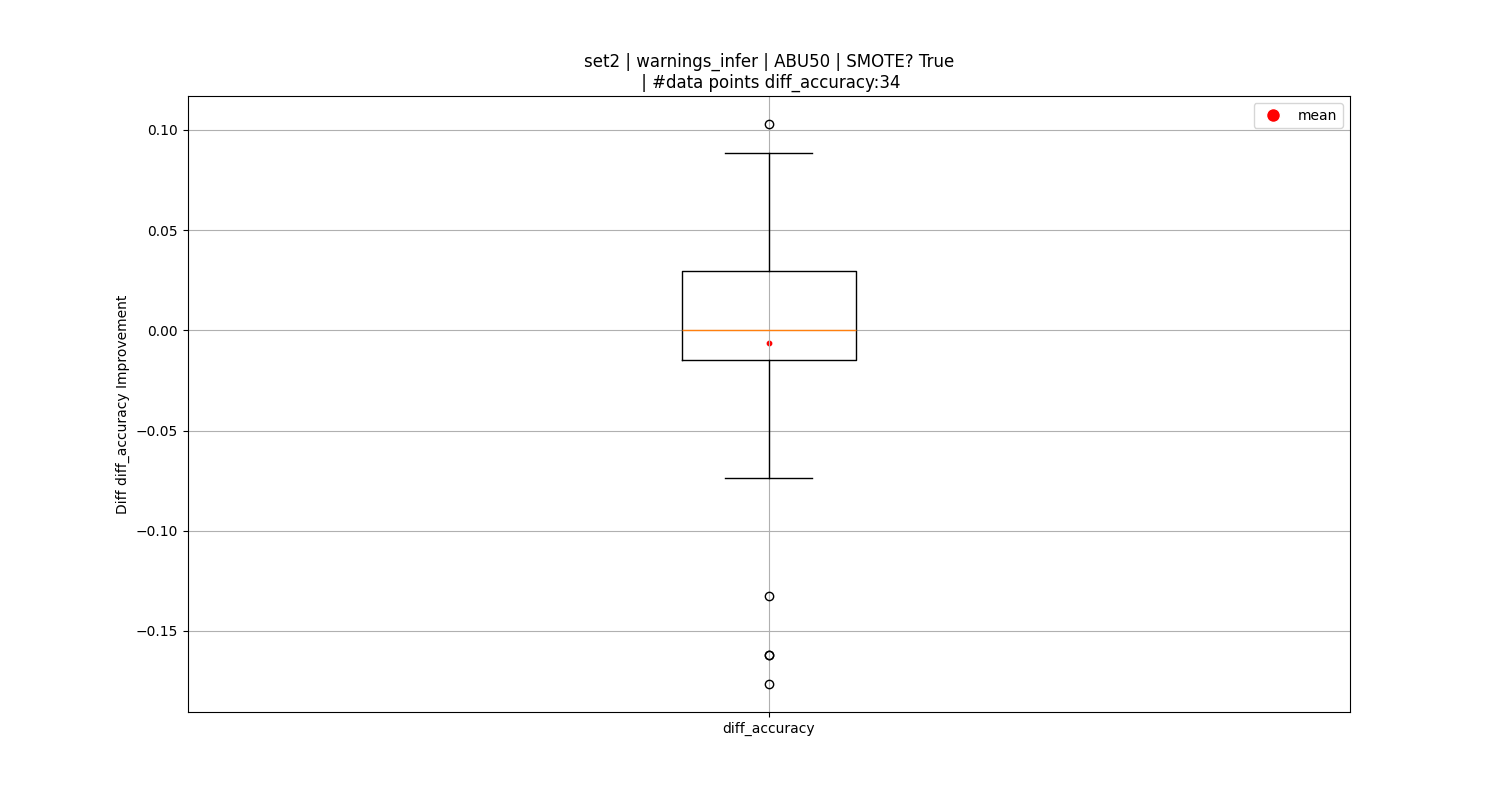 set2 | warnings_infer | ABU50 | SMOTE? True
| #data points diff_accuracy:34
mean
0.10
0.05
0.00
−0.05
−0.10
−0.15
Diff diff_accuracy Improvement
diff_accuracy